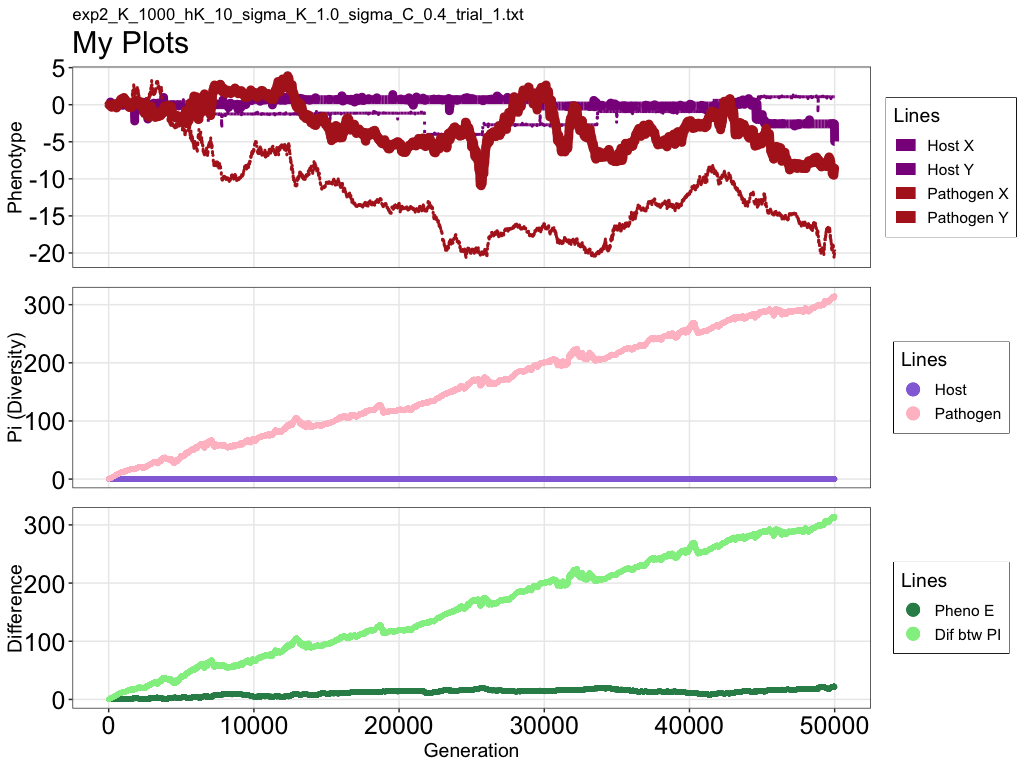 exp2_K_1000_hK_10_sigma_K_1.0_sigma_C_0.4_trial_1.txt
My Plots
Phenotype
5
0
-5
-10
-15
-20
Lines
Host X
Host Y
Pathogen X
Pathogen Y
Pi (Diversity)
300
200
100
0
Lines
Host
Pathogen
Difference
300
200
100
0
Lines
Pheno E
Dif btw PI
0 10000 20000 30000 40000 50000
Generation